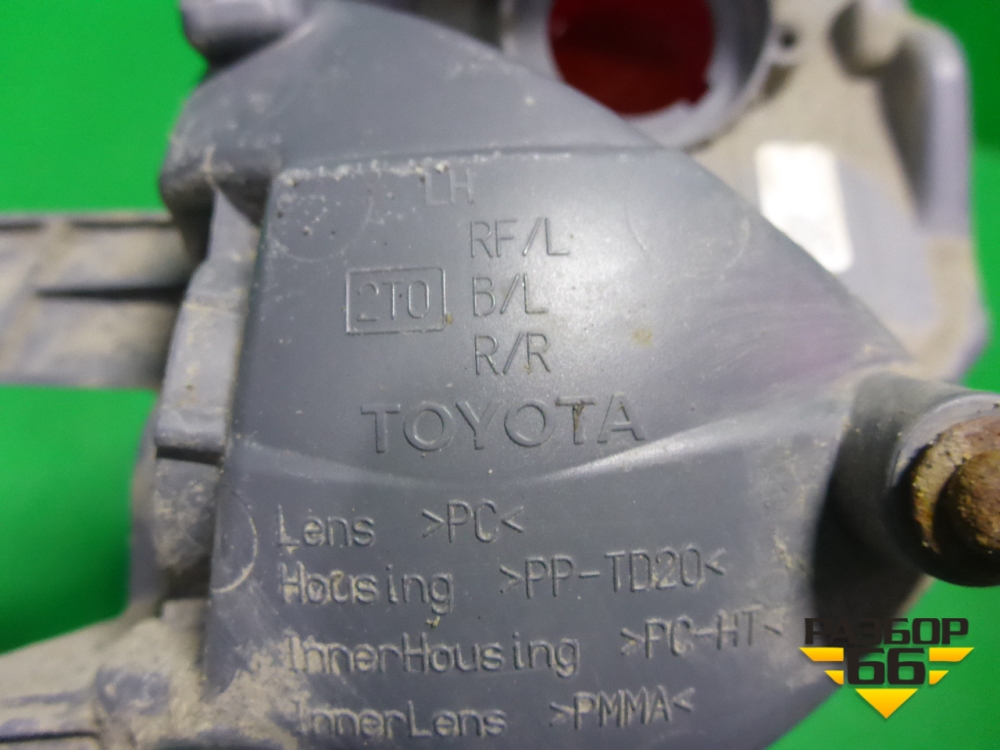 LH
RF/L
2T0 B/L
R/R
TOYOTA
Lens >PC<
Housing >PP-TD20<
InnerHousing >PC-HT<
InnerLens >PMMA<
РАЗБОР
66